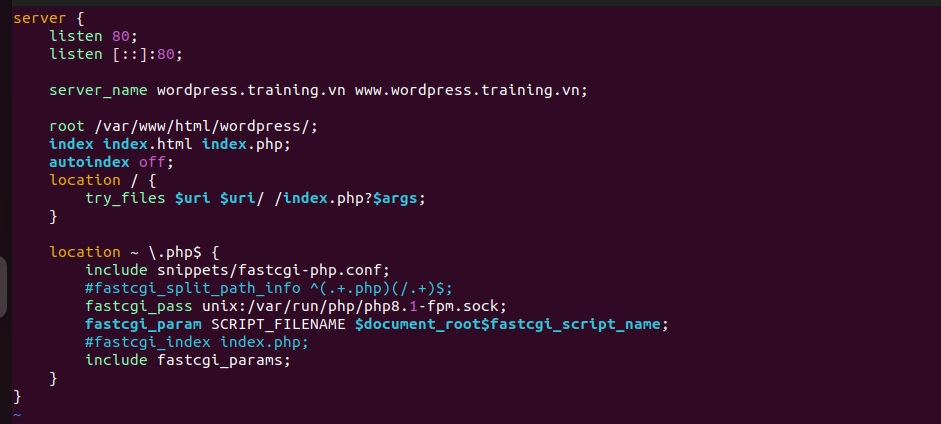 server {
    listen 80;
    listen [::]:80;

    server_name wordpress.training.vn www.wordpress.training.vn;

    root /var/www/html/wordpress/;
    index index.html index.php;
    autoindex off;
    location / {
        try_files $uri $uri/ /index.php?$args;
    }

    location ~ \.php$ {
        include snippets/fastcgi-php.conf;
        #fastcgi_split_path_info ^(.+.php)(/.+)$;
        fastcgi_pass unix:/var/run/php/php8.1-fpm.sock;
        fastcgi_param SCRIPT_FILENAME $document_root$fastcgi_script_name;
        #fastcgi_index index.php;
        include fastcgi_params;
    }
}
~